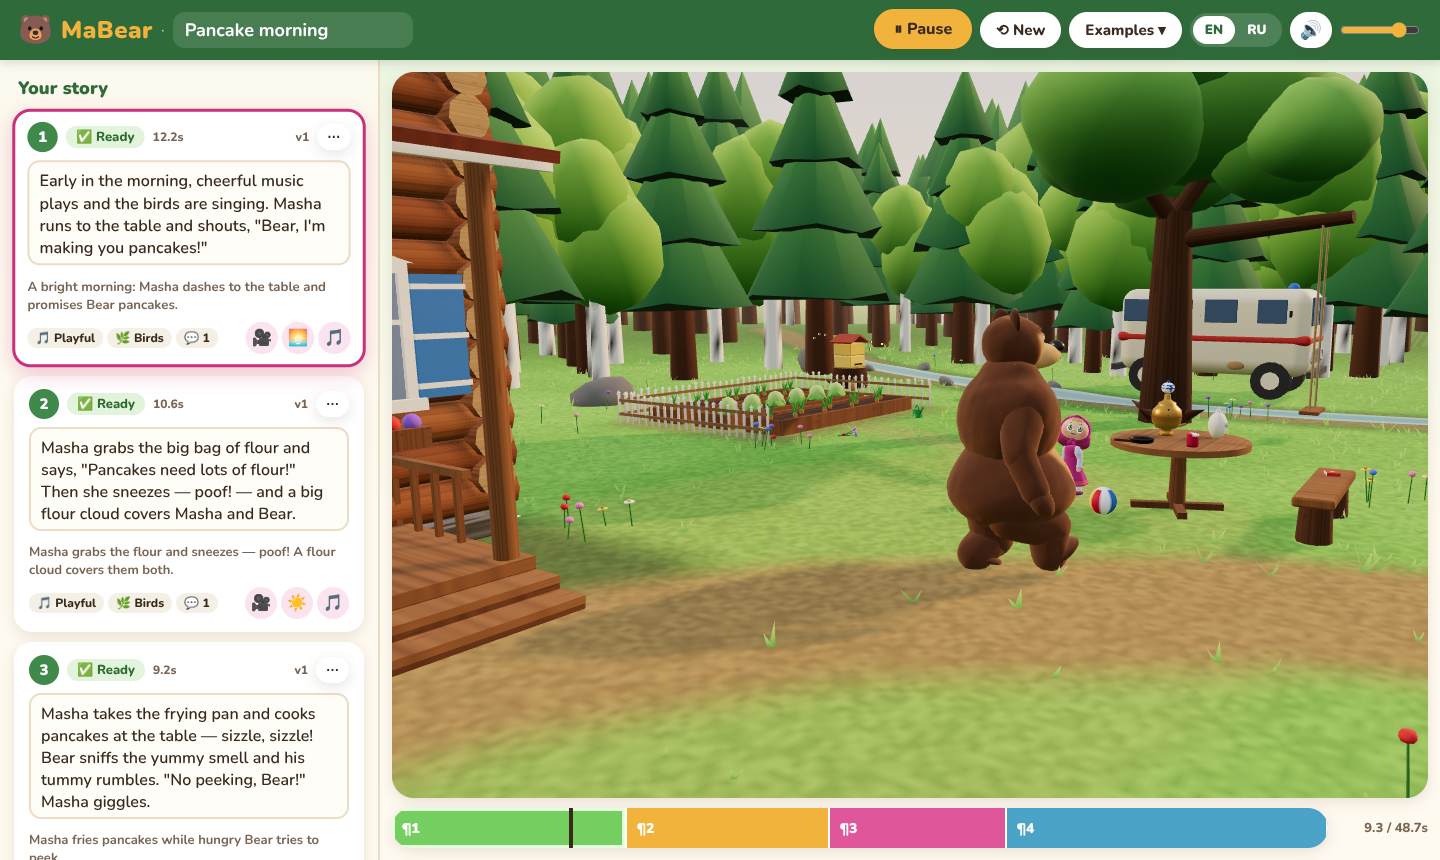 MaBear · Pancake morning
Pause
New
Examples ▾
EN RU
Your story
1 Ready 12.2s v1 ...
Early in the morning, cheerful music
plays and the birds are singing. Masha
runs to the table and shouts, "Bear, I'm
making you pancakes!"
A bright morning: Masha dashes to the table and
promises Bear pancakes.
Playful Birds 1
2 Ready 10.6s v1 ...
Masha grabs the big bag of flour and
says, "Pancakes need lots of flour!"
Then she sneezes — poof! — and a big
flour cloud covers Masha and Bear.
Masha grabs the flour and sneezes — poof! A flour
cloud covers them both.
Playful Birds 1
3 Ready 9.2s v1 ...
Masha takes the frying pan and cooks
pancakes at the table — sizzle, sizzle!
Bear sniffs the yummy smell and his
tummy rumbles. "No peeking, Bear!"
Masha giggles.
Masha fries pancakes while hungry Bear tries to
peek
¶1 ¶2 ¶3 ¶4 9.3 / 48.7s